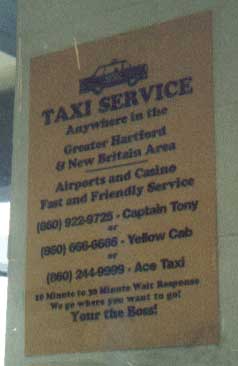 TAXI SERVICE
Anywhere in the
Greater Hartford
& New Britain Area
Airports and Casino
Fast and Friendly Service
(860) 922-9725 - Captain Tony
or
(860) 666-6666 - Yellow Cab
or
(860) 244-9999 - Ace Taxi
10 Minute to 30 Minute Wait Response
We go where you want to go!
Your the Boss!